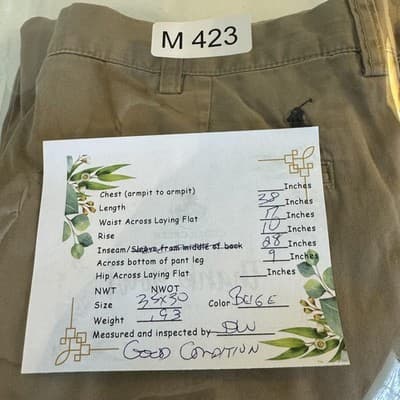 M 423
Chest (armpit to armpit) Inches
Length 38 Inches
Waist Across Laying Flat 17 Inches
Rise 10 Inches
Inseam/Sleeve from middle of back 28 Inches
Across bottom of pant leg 9 Inches
Hip Across Laying Flat Inches
NWT NWOT
Size 35x30 Color BEIGE
Weight .93
Measured and inspected by DW
GOOD CONDITION